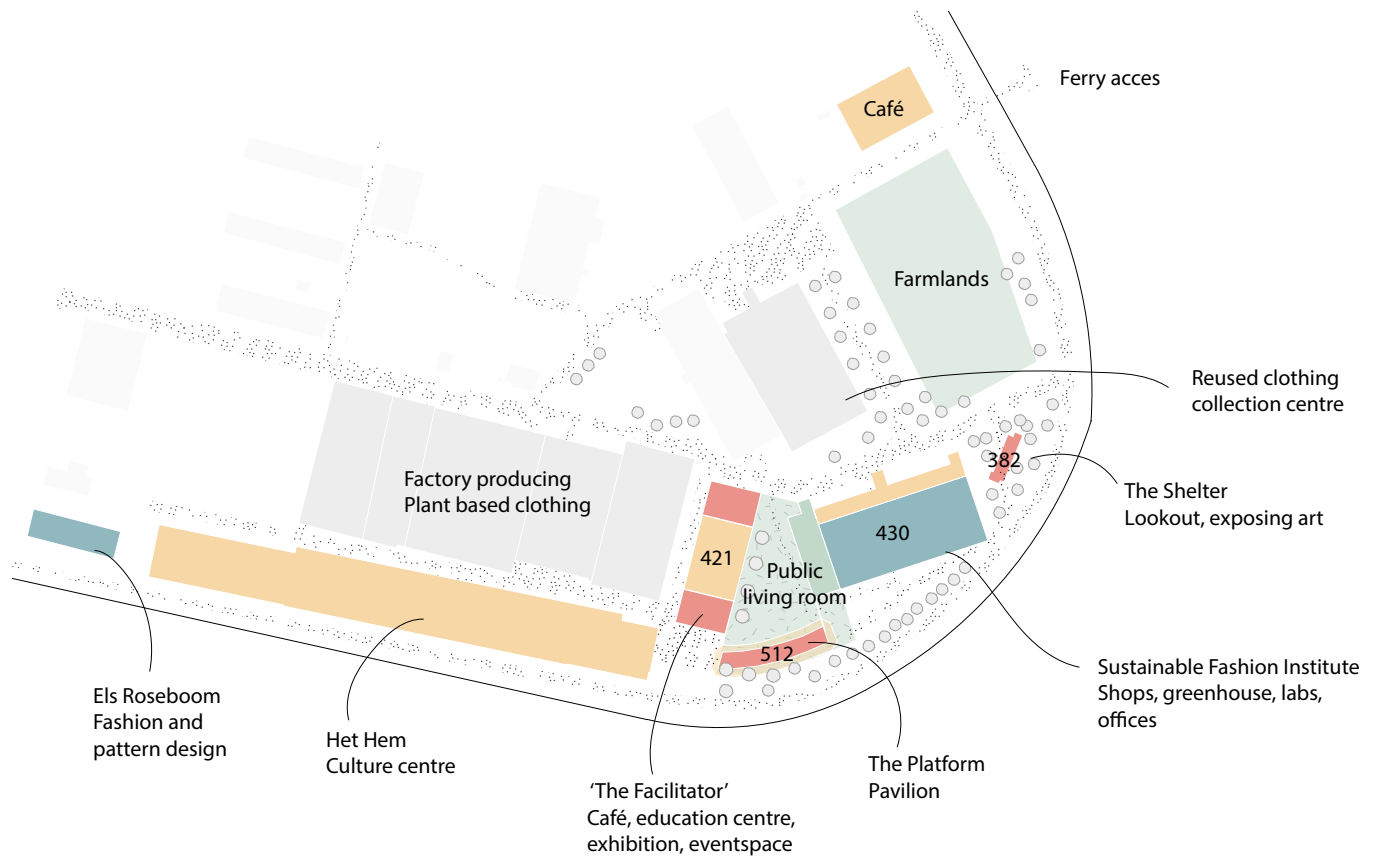 Ferry acces
Café
Farmlands
Reused clothing
collection centre
382
The Shelter
Lookout, exposing art
Factory producing
Plant based clothing
430
421
Public
living room
512
Sustainable Fashion Institute
Shops, greenhouse, labs,
offices
Els Roseboom
Fashion and
pattern design
Het Hem
Culture centre
The Platform
Pavilion
‘The Facilitator’
Café, education centre,
exhibition, eventspace